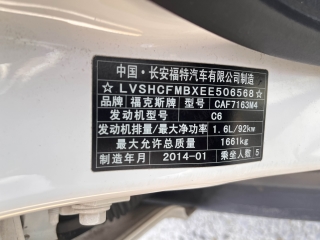 中国·长安福特汽车有限公司制造
☆LVSHCFMBXEE506568☆
品牌 福克斯牌 型号 CAF7163M4
发动机型号 C6
发动机排量/最大净功率 1.6L/92kw
最大允许总质量 1661kg
制造年月 2014-01 乘坐人数 5